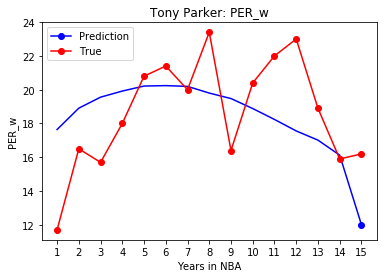 Tony Parker: PER_w
Prediction
True
PER_w
24
22
20
18
16
14
12
1 2 3 4 5 6 7 8 9 10 11 12 13 14 15
Years in NBA